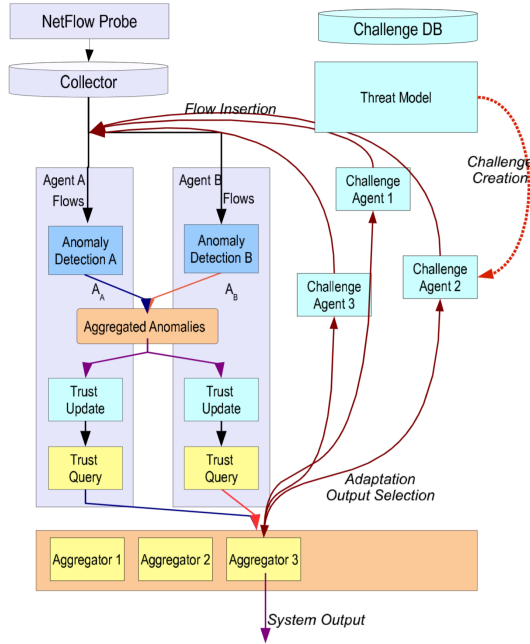 NetFlow Probe
Challenge DB
Collector
Threat Model
Flow Insertion
Challenge
Creation
Agent A
Flows
Agent B
Flows
Challenge
Agent 1
Anomaly
Detection A
Anomaly
Detection B
Challenge
Agent 2
Challenge
Agent 3
A_A
A_B
Aggregated Anomalies
Trust
Update
Trust
Update
Trust
Query
Trust
Query
Adaptation
Output Selection
Aggregator 1
Aggregator 2
Aggregator 3
System Output